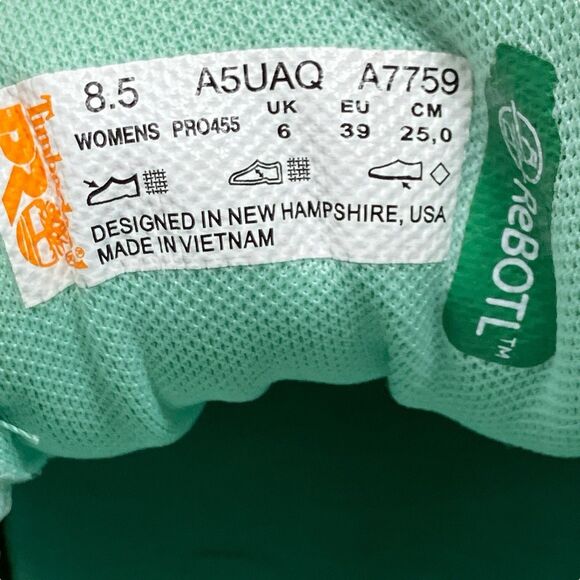 Timberland
PRO
®
8.5 A5UAQ A7759
WOMENS PRO455 UK 6 EU 39 CM 25,0
DESIGNED IN NEW HAMPSHIRE, USA
MADE IN VIETNAM
ReBOTL™